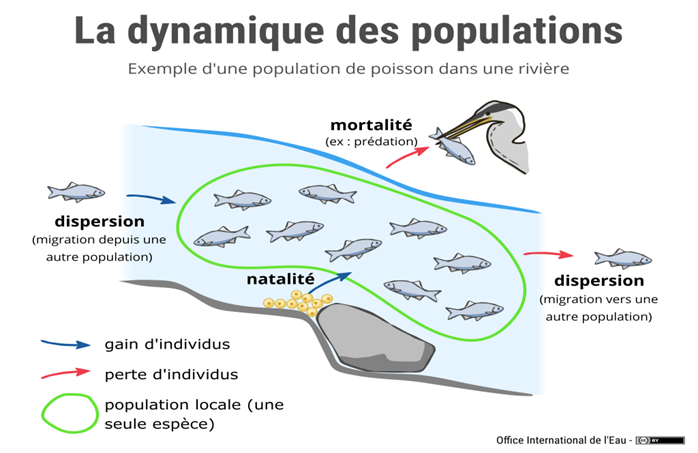 La dynamique des populations
Exemple d'une population de poisson dans une rivière
mortalité
(ex : prédation)
dispersion
(migration depuis une
autre population)
natalité
dispersion
(migration vers une
autre population)
gain d'individus
perte d'individus
population locale (une
seule espèce)
Office International de l'Eau - cc BY